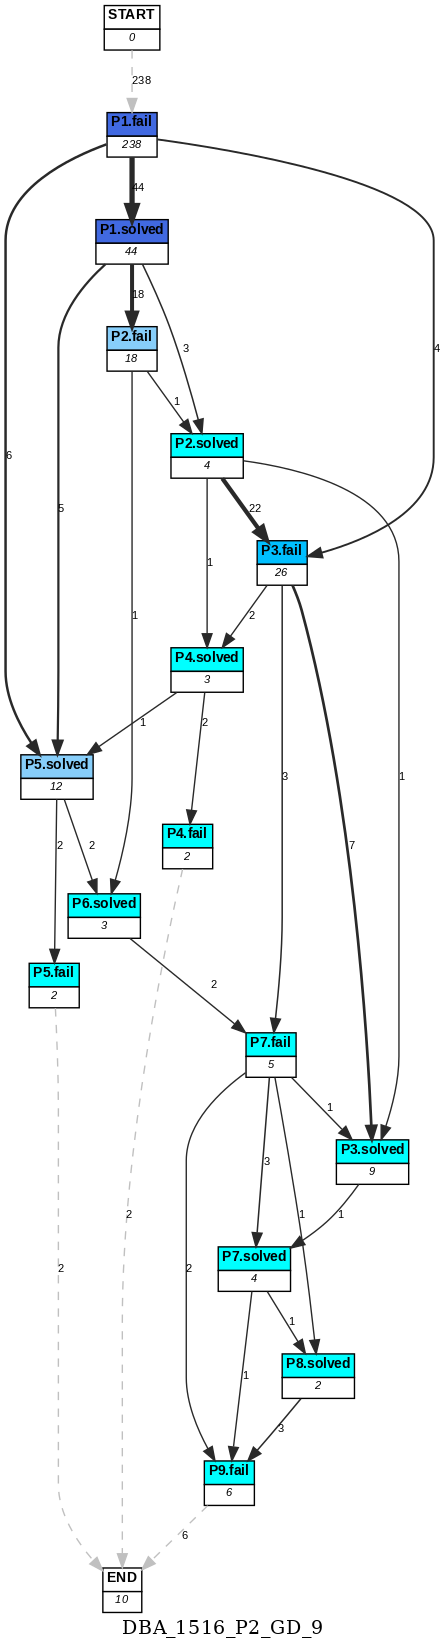 START
0
238
P1.fail
238
44
P1.solved
44
18
3
4
P2.fail
18
1
P2.solved
4
6
5
22
P3.fail
26
1
2
1
P4.solved
3
1
2
3
1
P5.solved
12
P4.fail
2
2
2
7
P6.solved
3
P5.fail
2
2
P7.fail
5
1
P3.solved
9
3
1
1
P7.solved
4
2
2
2
1
1
P8.solved
2
3
P9.fail
6
6
END
10
DBA_1516_P2_GD_9